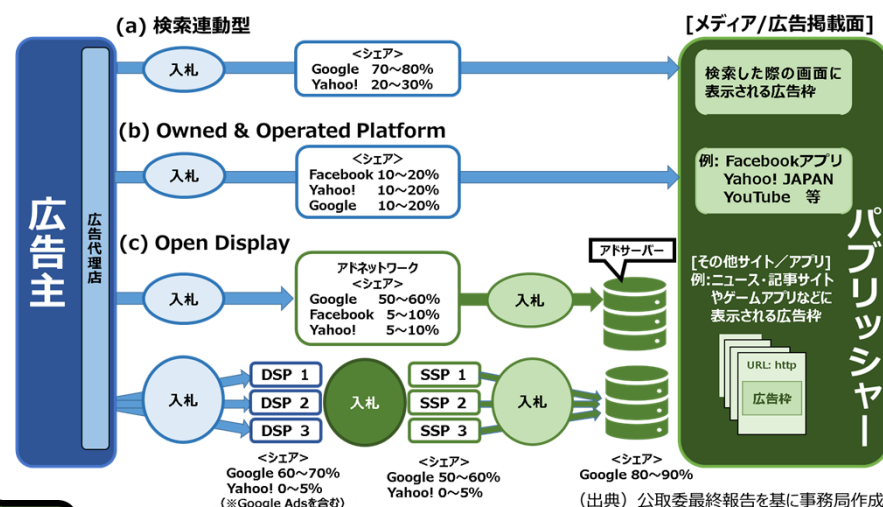 (a) 検索連動型
[メディア/広告掲載面]
広告主
広告代理店
入札
<シェア>
Google 70～80%
Yahoo! 20～30%
検索した際の画面に
表示される広告枠
(b) Owned & Operated Platform
入札
<シェア>
Facebook 10～20%
Yahoo! 10～20%
Google 10～20%
例: Facebookアプリ
Yahoo! JAPAN
YouTube 等
パブリッシャー
(c) Open Display
入札
アドネットワーク
<シェア>
Google 50～60%
Facebook 5～10%
Yahoo! 5～10%
入札
アドサーバー
[その他サイト／アプリ]
例:ニュース・記事サイト
やゲームアプリなどに
表示される広告枠
URL: http
広告枠
入札
DSP 1
DSP 2
DSP 3
入札
SSP 1
SSP 2
SSP 3
入札
<シェア>
Google 60～70%
Yahoo! 0～5%
(※Google Adsを含む)
<シェア>
Google 50～60%
Yahoo! 0～5%
<シェア>
Google 80～90%
（出典）公取委最終報告を基に事務局作成